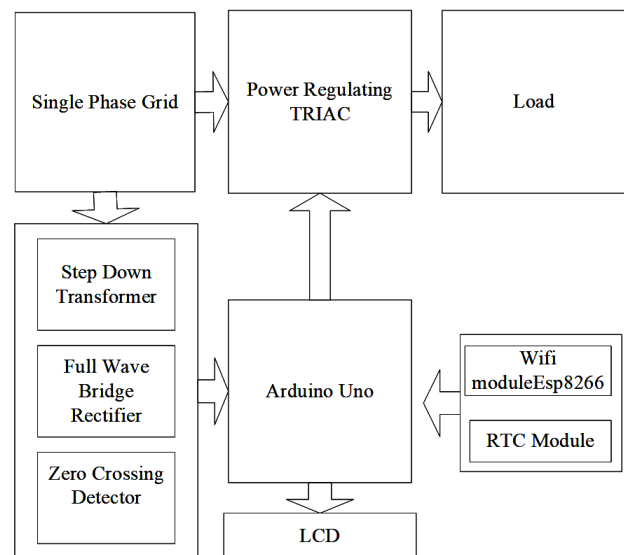 Single Phase Grid
Power Regulating
TRIAC
Load
Step Down
Transformer
Full Wave
Bridge
Rectifier
Zero Crossing
Detector
Arduino Uno
Wifi
moduleEsp8266
RTC Module
LCD